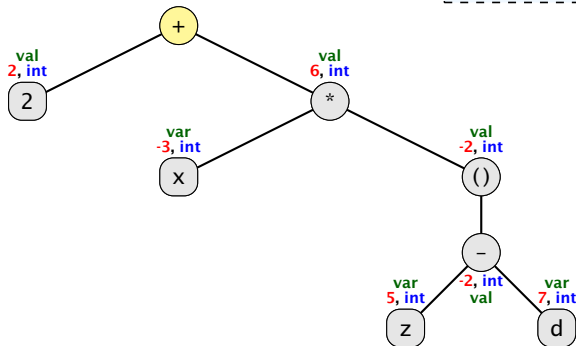 +
val
2, int
2
val
6, int
*
var
-3, int
x
val
-2, int
()
–
-2, int
val
var
5, int
z
var
7, int
d